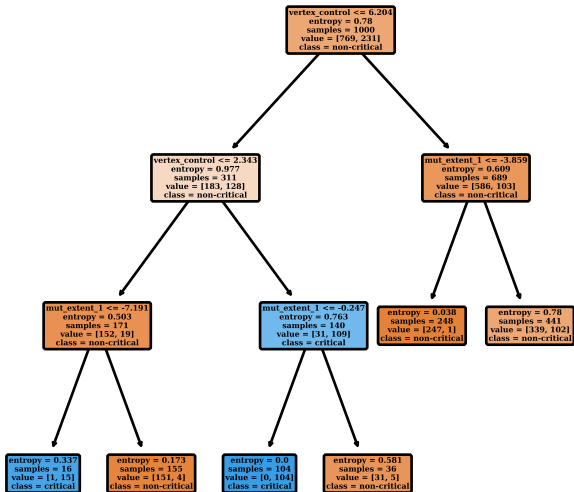 vertex_control <= 6.204
entropy = 0.78
samples = 1000
value = [769, 231]
class = non-critical
vertex_control <= 2.343
entropy = 0.977
samples = 311
value = [183, 128]
class = non-critical
mut_extent_1 <= -3.859
entropy = 0.609
samples = 689
value = [586, 103]
class = non-critical
mut_extent_1 <= -7.191
entropy = 0.503
samples = 171
value = [152, 19]
class = non-critical
mut_extent_1 <= -0.247
entropy = 0.763
samples = 140
value = [31, 109]
class = critical
entropy = 0.038
samples = 248
value = [247, 1]
class = non-critical
entropy = 0.78
samples = 441
value = [339, 102]
class = non-critical
entropy = 0.337
samples = 16
value = [1, 15]
class = critical
entropy = 0.173
samples = 155
value = [151, 4]
class = non-critical
entropy = 0.0
samples = 104
value = [0, 104]
class = critical
entropy = 0.581
samples = 36
value = [31, 5]
class = non-critical